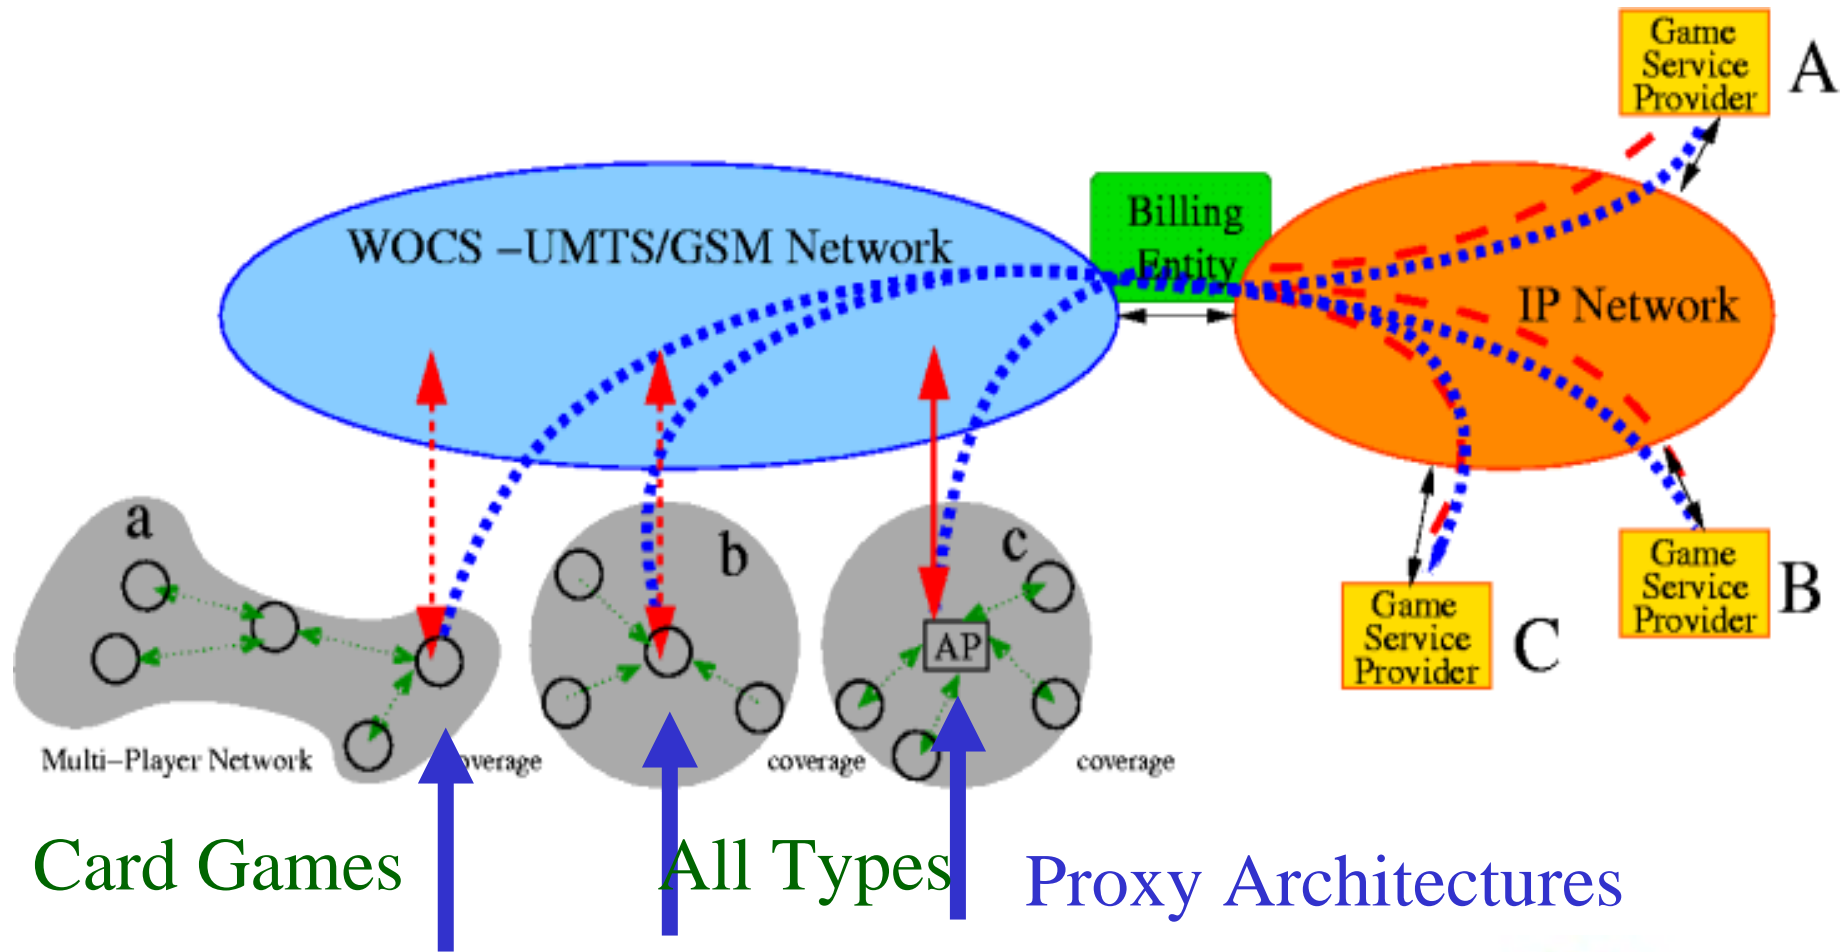 Game
Service
Provider
A
WOCS –UMTS/GSM Network
Billing
Entity
IP Network
a
b
c
AP
Game
Service
Provider
B
Game
Service
Provider
C
Multi–Player Network
overage
coverage
coverage
Card Games
All Types
Proxy Architectures